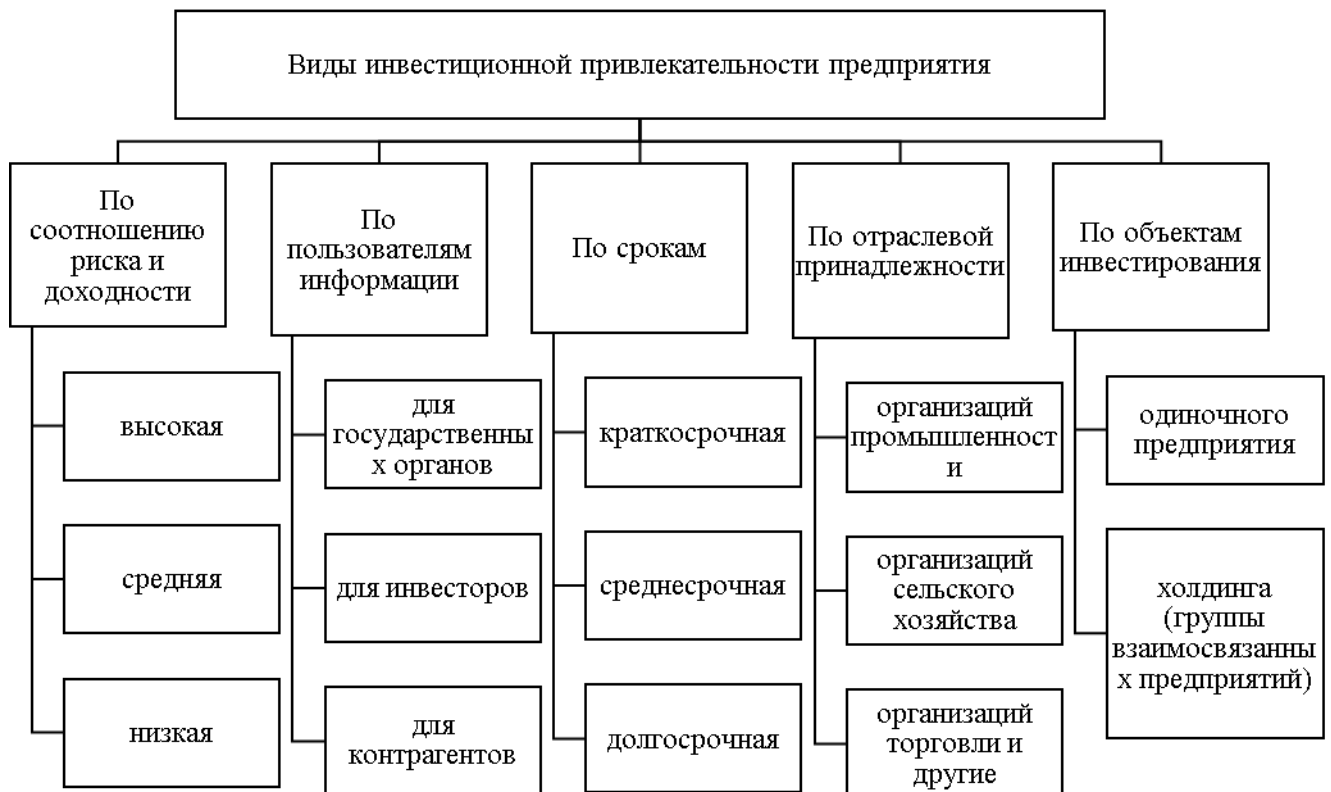 Виды инвестиционной привлекательности предприятия
По
соотношению
риска и
доходности
высокая
средняя
низкая
По
пользователям
информации
для
государственны
х органов
для инвесторов
для
контрагентов
По срокам
краткосрочная
среднесрочная
долгосрочная
По отраслевой
принадлежности
организаций
промышленност
и
организаций
сельского
хозяйства
организаций
торговли и
другие
По объектам
инвестирования
одиночного
предприятия
холдинга
(группы
взаимосвязанны
х предприятий)